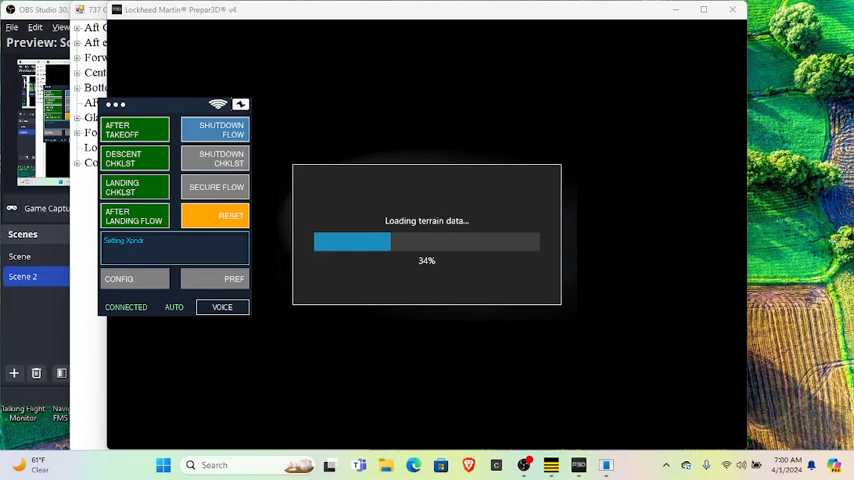 OBS Studio 30.
737 C
Lockheed Martin® Prepar3D® v4
File
Edit
View
Preview: Sc
Aft
Aft e
Forw
Cent
Bott
Gla
Fo
Lo
Co
AFTER TAKEOFF
SHUTDOWN FLOW
DESCENT CHKLST
SHUTDOWN CHKLST
LANDING CHKLST
SECURE FLOW
AFTER LANDING FLOW
RESET
Setting Xpndr
CONFIG
PREF
CONNECTED
AUTO
VOICE
Loading terrain data...
34%
Game Captu
Scenes
Scene
Scene 2
Talking Flight Monitor
Navi
FMS
61°F
Clear
Search
7:00 AM
4/1/2024